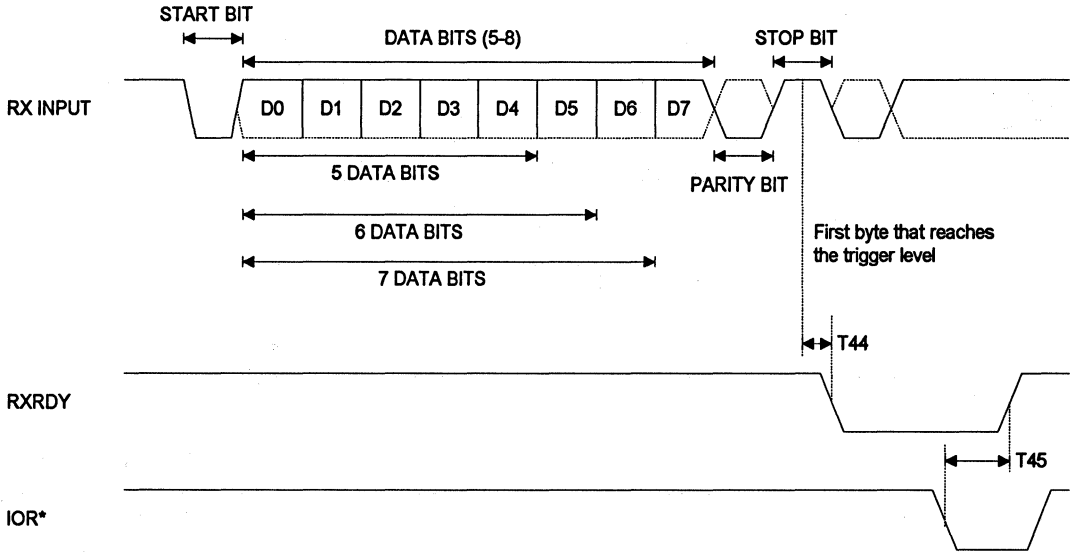 START BIT
DATA BITS (5-8)
STOP BIT
RX INPUT
D0 D1 D2 D3 D4 D5 D6 D7
5 DATA BITS
PARITY BIT
6 DATA BITS
First byte that reaches
the trigger level
7 DATA BITS
T44
RXRDY
T45
IOR*